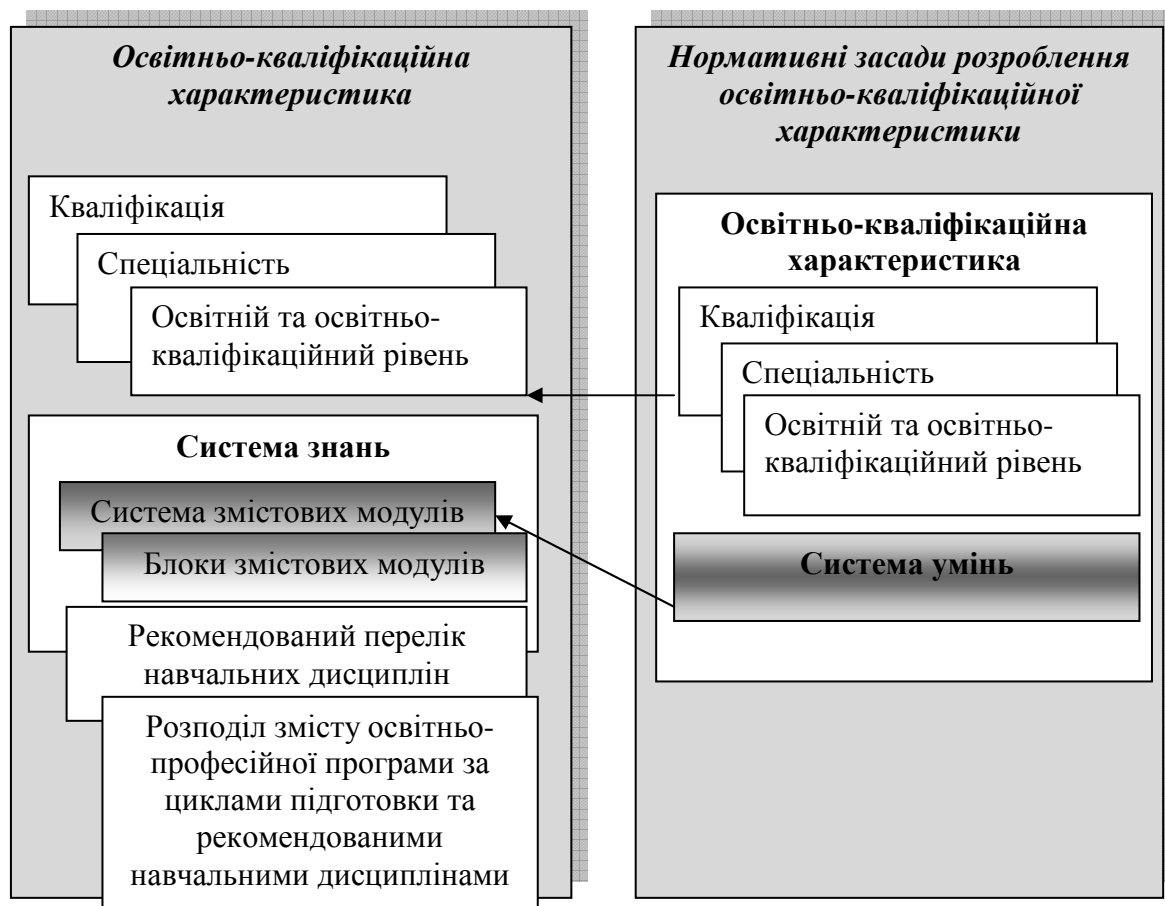 Освітньо-кваліфікаційна
характеристика
Кваліфікація
Спеціальність
Освітній та освітньо-
кваліфікаційний рівень
Система знань
Система змістових модулів
Блоки змістових модулів
Рекомендований перелік
навчальних дисциплін
Розподіл змісту освітньо-
професійної програми за
циклами підготовки та
рекомендованими
навчальними дисциплінами
Нормативні засади розроблення
освітньо-кваліфікаційної
характеристики
Освітньо-кваліфікаційна
характеристика
Кваліфікація
Спеціальність
Освітній та освітньо-
кваліфікаційний рівень
Система умінь